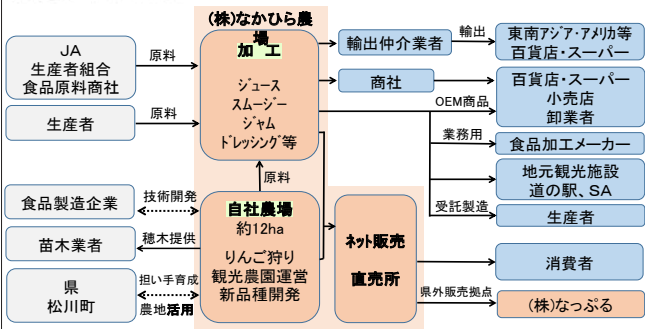 (株)なかひら農
場
加 工
ジュース
スムージー
ジャム
ドレッシング等
JA
生産者組合
食品原料商社
原料
生産者
原料
原料
食品製造企業
技術開発
苗木業者
穂木提供
県
松川町
担い手育成
農地活用
自社農場
約12ha
りんご狩り
観光農園運営
新品種開発
ネット販売
直売所
輸出仲介業者
輸出
東南アジア・アメリカ等
百貨店・スーパー
商社
百貨店・スーパー
小売店
卸業者
OEM商品
業務用
食品加工メーカー
地元観光施設
道の駅、SA
受託製造
生産者
消費者
県外販売拠点
(株)なっぷる